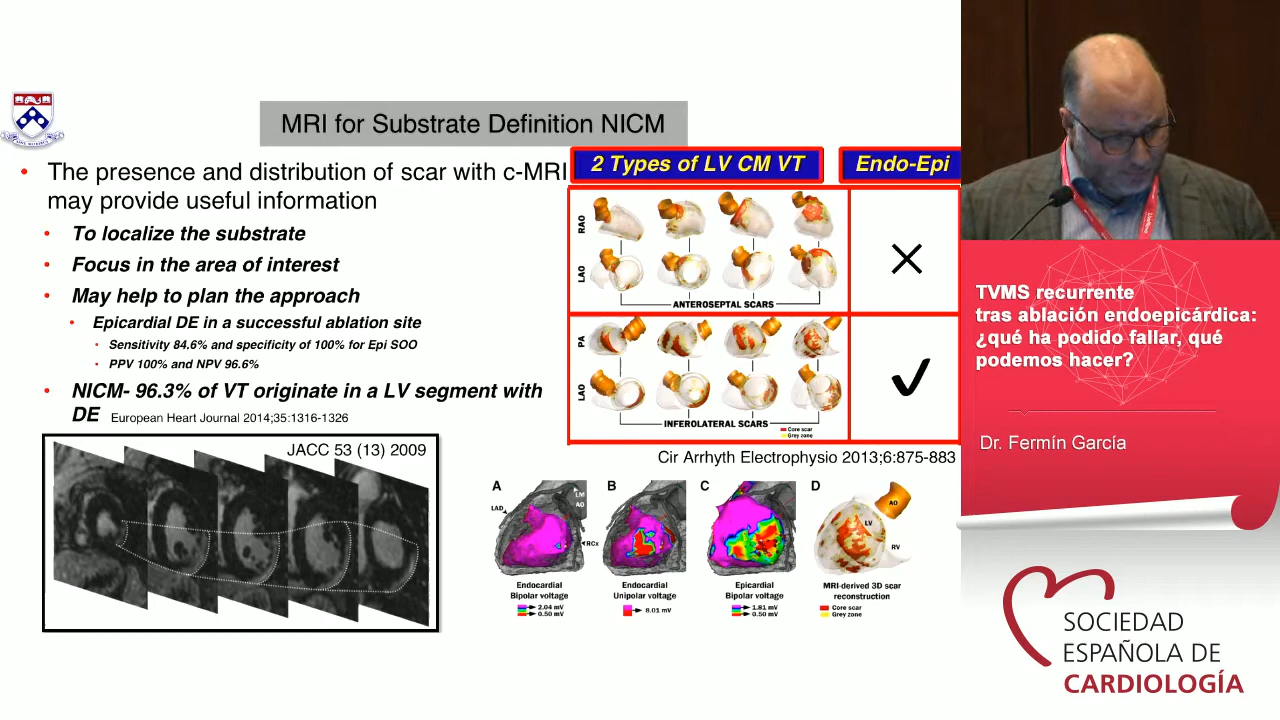 MRI for Substrate Definition NICM
• The presence and distribution of scar with c-MRI
may provide useful information
• To localize the substrate
• Focus in the area of interest
• May help to plan the approach
• Epicardial DE in a successful ablation site
• Sensitivity 84.6% and specificity of 100% for Epi SOO
• PPV 100% and NPV 96.6%
• NICM- 96.3% of VT originate in a LV segment with
DE European Heart Journal 2014;35:1316-1326
JACC 53 (13) 2009
2 Types of LV CM VT
Endo-Epi
RAO
LAO
ANTEROSEPTAL SCARS
PA
LAO
INFEROLATERAL SCARS
Core scar
Grey zone
Cir Arrhyth Electrophysio 2013;6:875-883
A
LM
AO
LAD
RCx
Endocardial
Bipolar voltage
2.04 mV
0.50 mV
B
Endocardial
Unipolar voltage
8.01 mV
C
Epicardial
Bipolar voltage
1.81 mV
0.50 mV
D
AO
LV
RV
MRI-derived 3D scar
reconstruction
Core scar
Grey zone
TVMS recurrente
tras ablación endoepicárdica:
¿qué ha podido fallar, qué
podemos hacer?
Dr. Fermín García
SOCIEDAD
ESPAÑOLA DE
CARDIOLOGÍA